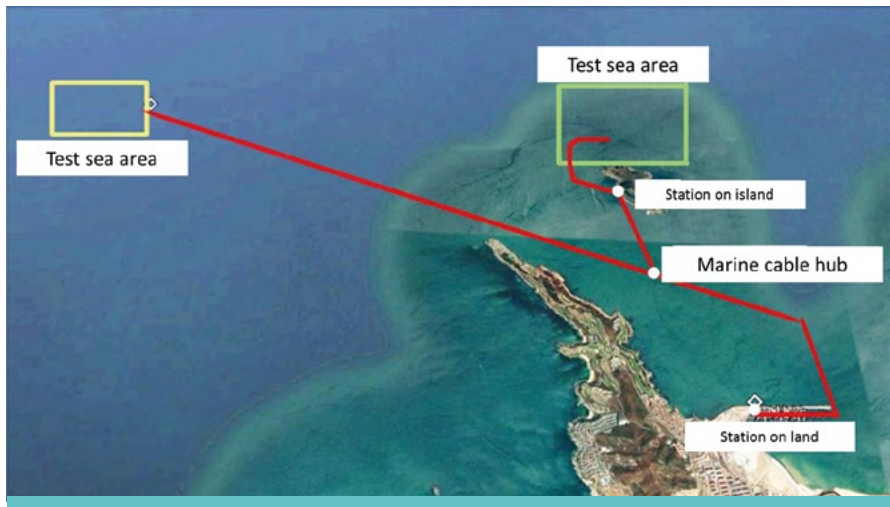 Test sea area
Test sea area
Station on island
Marine cable hub
Station on land